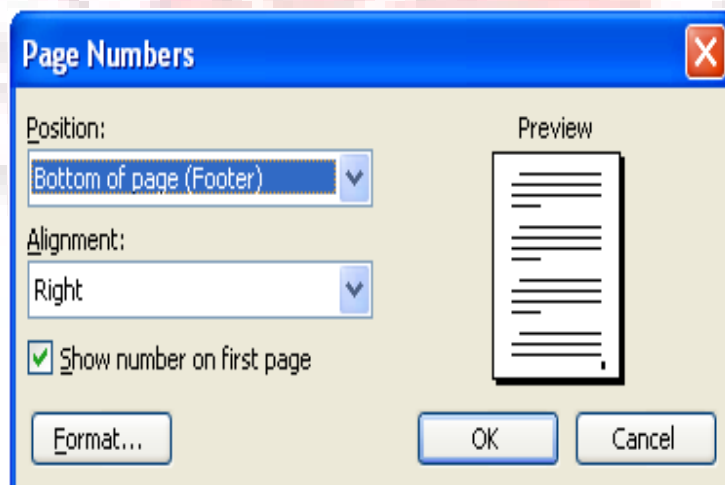 Page Numbers
Position:
Preview
Bottom of page (Footer)
Alignment:
Right
Show number on first page
Format...
OK
Cancel